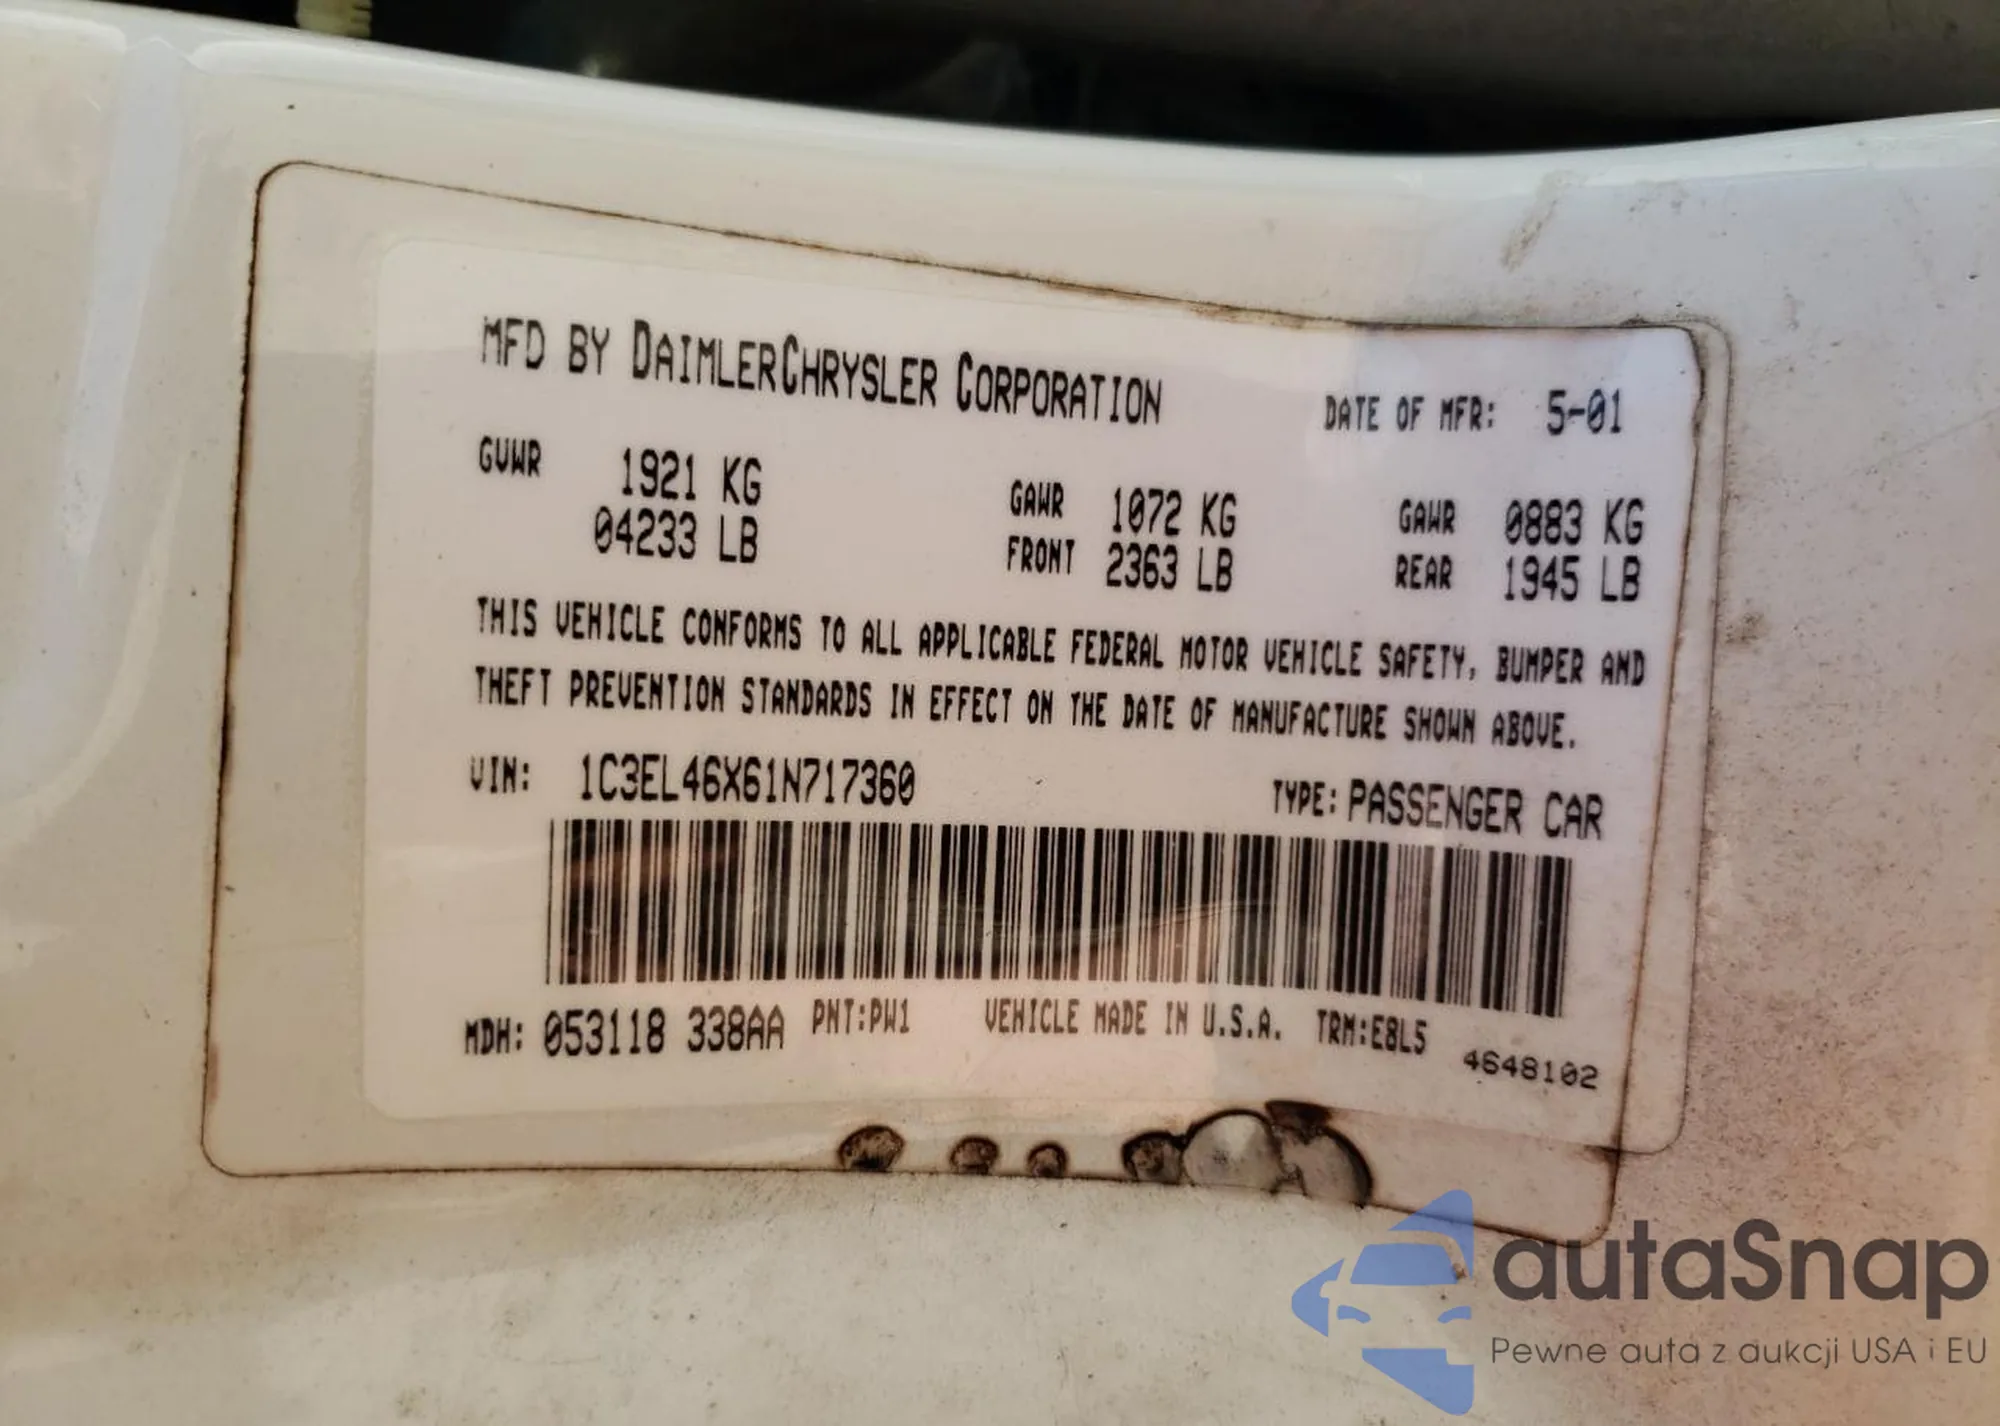 MFD BY DAIMLERCHRYSLER CORPORATION DATE OF MFR: 5-01
GVWR 1921 KG GAWR 1072 KG GAWR 0883 KG
04233 LB FRONT 2363 LB REAR 1945 LB
THIS VEHICLE CONFORMS TO ALL APPLICABLE FEDERAL MOTOR VEHICLE SAFETY, BUMPER AND
THEFT PREVENTION STANDARDS IN EFFECT ON THE DATE OF MANUFACTURE SHOWN ABOVE.
VIN: 1C3EL46X61N717360 TYPE: PASSENGER CAR
MDH: 053118 338AA PNT:PW1 VEHICLE MADE IN U.S.A. TRM:E8L5
4648102
autaSnap
Pewne auta z aukcji USA i EU